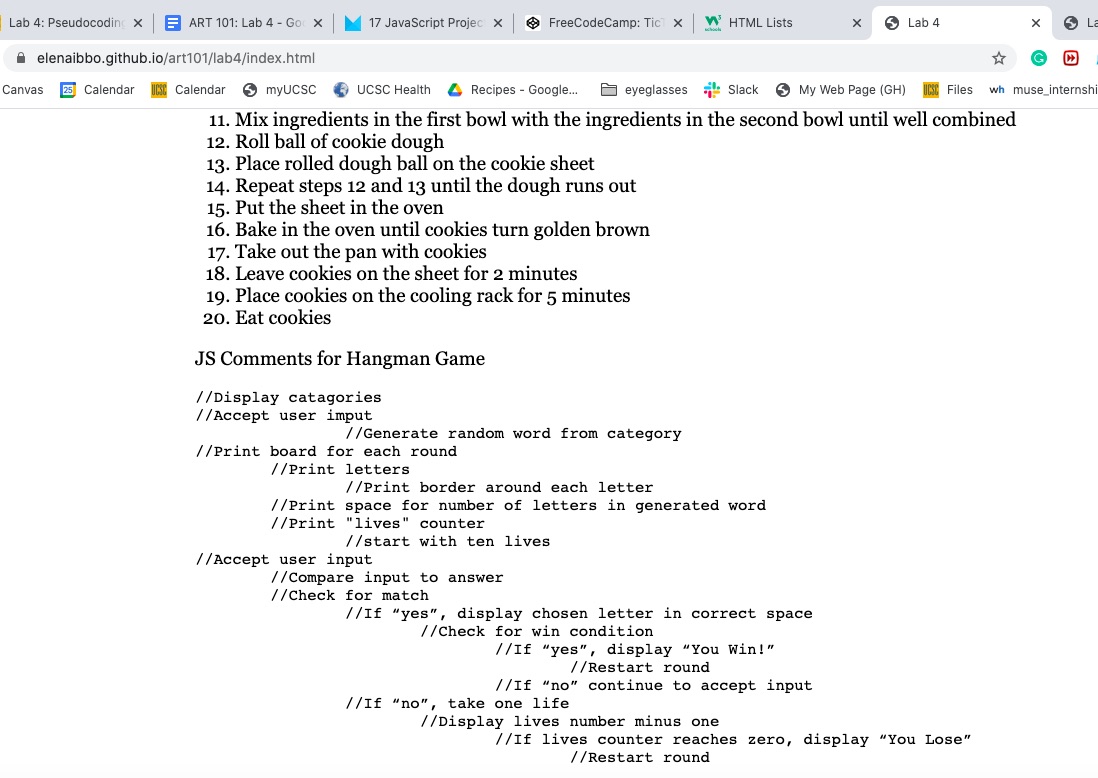 Lab 4: Pseudocoding
ART 101: Lab 4 - Go
17 JavaScript Projec
FreeCodeCamp: Tic
HTML Lists
Lab 4
elenaibbo.github.io/art101/lab4/index.html
Canvas
25 Calendar
UCSC Calendar
myUCSC
UCSC Health
Recipes - Google...
eyeglasses
Slack
My Web Page (GH)
UCSC Files
wh muse_internshi
11. Mix ingredients in the first bowl with the ingredients in the second bowl until well combined
12. Roll ball of cookie dough
13. Place rolled dough ball on the cookie sheet
14. Repeat steps 12 and 13 until the dough runs out
15. Put the sheet in the oven
16. Bake in the oven until cookies turn golden brown
17. Take out the pan with cookies
18. Leave cookies on the sheet for 2 minutes
19. Place cookies on the cooling rack for 5 minutes
20. Eat cookies
JS Comments for Hangman Game
//Display catagories
//Accept user imput
//Generate random word from category
//Print board for each round
//Print letters
//Print border around each letter
//Print space for number of letters in generated word
//Print "lives" counter
//start with ten lives
//Accept user input
//Compare input to answer
//Check for match
//If “yes”, display chosen letter in correct space
//Check for win condition
//If “yes”, display “You Win!”
//Restart round
//If “no” continue to accept input
//If “no”, take one life
//Display lives number minus one
//If lives counter reaches zero, display “You Lose”
//Restart round